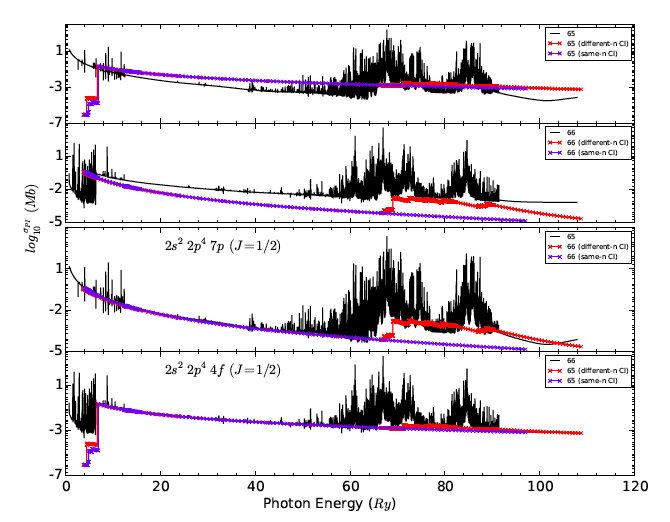 1
-3
-7
65
65 (different-n CI)
65 (same-n CI)
1
-2
-5
66
66 (different-n CI)
66 (same-n CI)
log10 σPI (Mb)
2s² 2p⁴ 7p (J=1/2)
1
-2
-5
65
66 (different-n CI)
66 (same-n CI)
2s² 2p⁴ 4f (J=1/2)
1
-3
-7
66
65 (different-n CI)
65 (same-n CI)
0 20 40 60 80 100 120
Photon Energy (Ry)